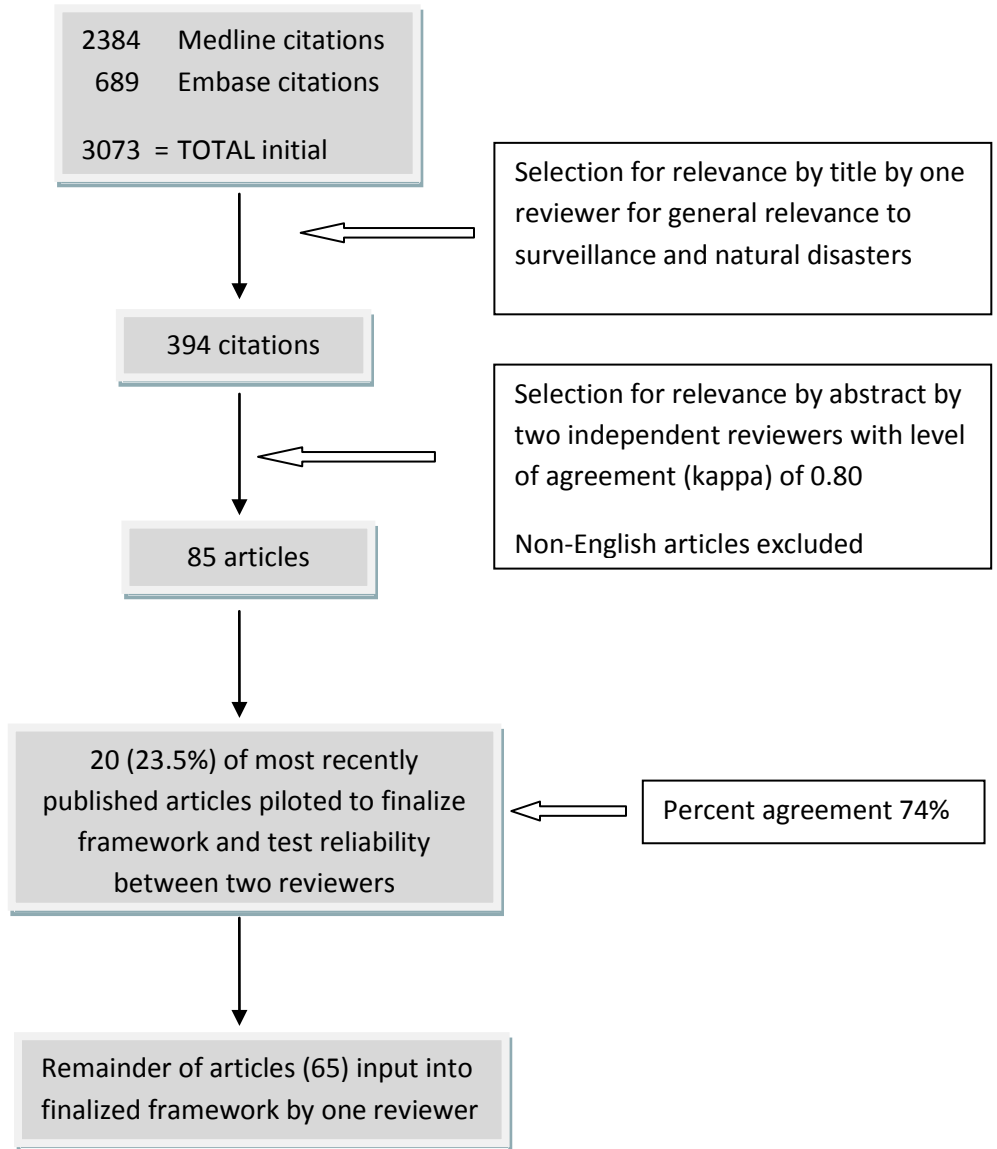 2384 Medline citations
689 Embase citations
3073 = TOTAL initial
Selection for relevance by title by one
reviewer for general relevance to
surveillance and natural disasters
394 citations
Selection for relevance by abstract by
two independent reviewers with level
of agreement (kappa) of 0.80
Non-English articles excluded
85 articles
20 (23.5%) of most recently
published articles piloted to finalize
framework and test reliability
between two reviewers
Percent agreement 74%
Remainder of articles (65) input into
finalized framework by one reviewer